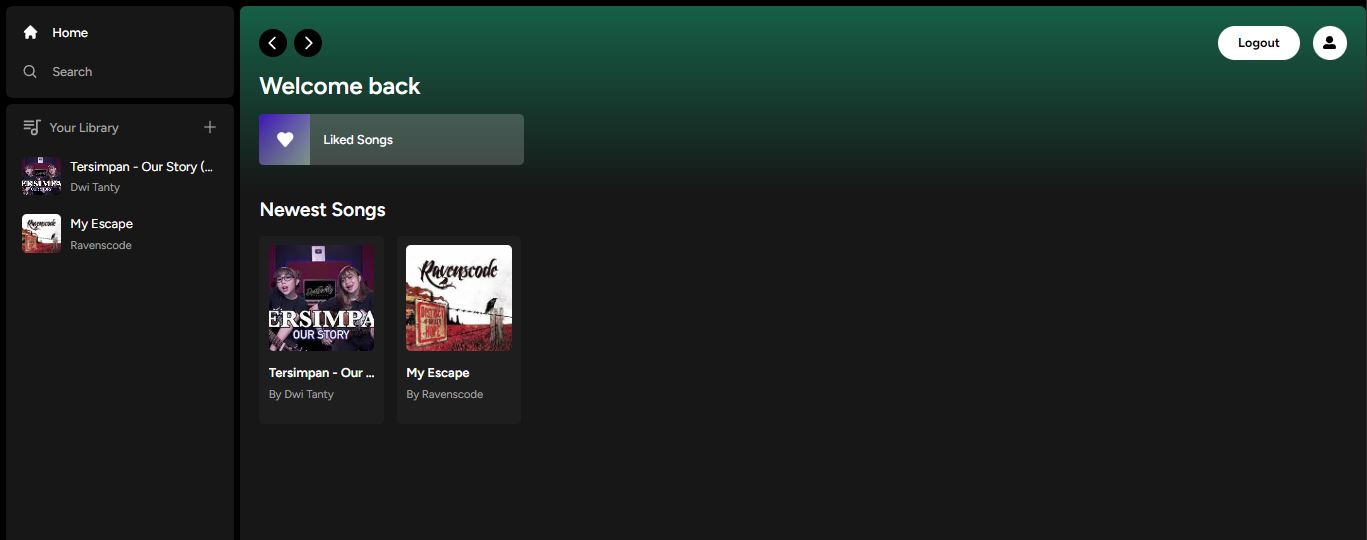 Home
Search
Your Library
Tersimpan - Our Story (...
Dwi Tanty
My Escape
Ravenscode
Logout
Welcome back
Liked Songs
Newest Songs
ERSIMPA
OUR STORY
Tersimpan - Our ...
By Dwi Tanty
Ravenscode
My Escape
By Ravenscode